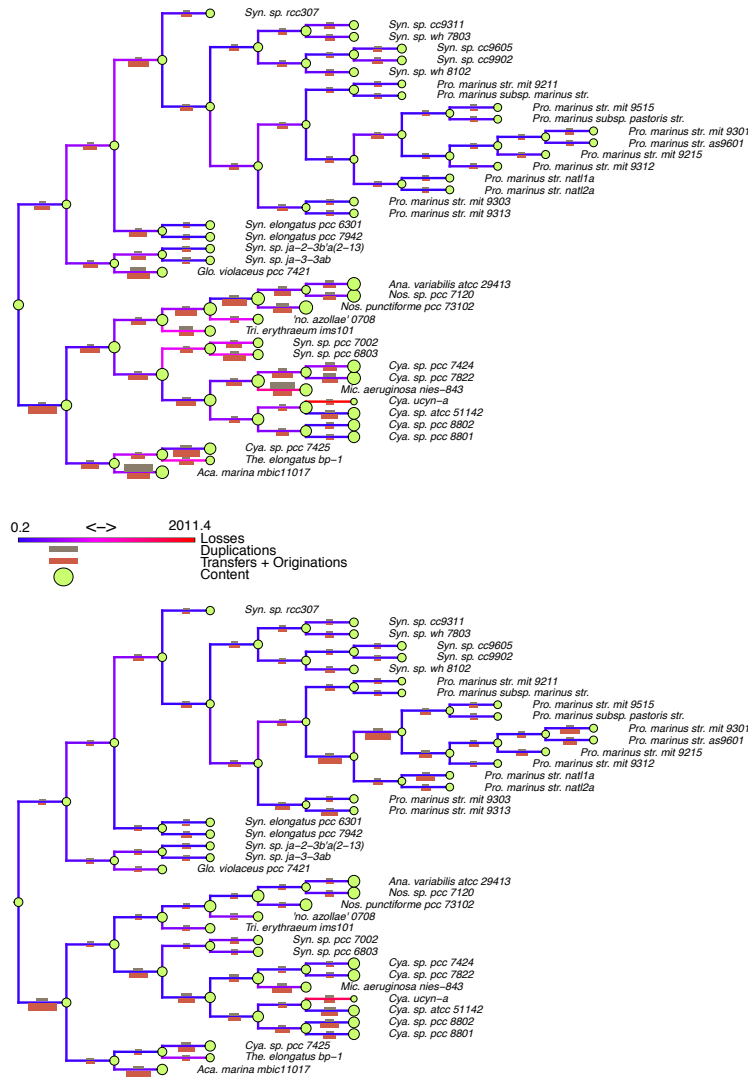 Syn. sp. rcc307
Syn. sp. cc9311
Syn. sp. wh 7803
Syn. sp. cc9605
Syn. sp. cc9902
Syn. sp. wh 8102
Pro. marinus str. mit 9211
Pro. marinus subsp. marinus str.
Pro. marinus str. mit 9515
Pro. marinus subsp. pastoris str.
Pro. marinus str. mit 9301
Pro. marinus str. as9601
Pro. marinus str. mit 9215
Pro. marinus str. mit 9312
Pro. marinus str. natl1a
Pro. marinus str. natl2a
Pro. marinus str. mit 9303
Pro. marinus str. mit 9313
Syn. elongatus pcc 6301
Syn. elongatus pcc 7942
Syn. sp. ja-2-3b'a(2-13)
Syn. sp. ja-3-3ab
Glo. violaceus pcc 7421
Ana. variabilis atcc 29413
Nos. sp. pcc 7120
Nos. punctiforme pcc 73102
'no. azollae' 0708
Tri. erythraeum ims101
Syn. sp. pcc 7002
Syn. sp. pcc 6803
Cya. sp. pcc 7424
Cya. sp. pcc 7822
Mic. aeruginosa nies-843
Cya. ucyn-a
Cya. sp. atcc 51142
Cya. sp. pcc 8802
Cya. sp. pcc 8801
Cya. sp. pcc 7425
The. elongatus bp-1
Aca. marina mbic11017
0.2 <-> 2011.4
Losses
Duplications
Transfers + Originations
Content
Syn. sp. rcc307
Syn. sp. cc9311
Syn. sp. wh 7803
Syn. sp. cc9605
Syn. sp. cc9902
Syn. sp. wh 8102
Pro. marinus str. mit 9211
Pro. marinus subsp. marinus str.
Pro. marinus str. mit 9515
Pro. marinus subsp. pastoris str.
Pro. marinus str. mit 9301
Pro. marinus str. as9601
Pro. marinus str. mit 9215
Pro. marinus str. mit 9312
Pro. marinus str. natl1a
Pro. marinus str. natl2a
Pro. marinus str. mit 9303
Pro. marinus str. mit 9313
Syn. elongatus pcc 6301
Syn. elongatus pcc 7942
Syn. sp. ja-2-3b'a(2-13)
Syn. sp. ja-3-3ab
Glo. violaceus pcc 7421
Ana. variabilis atcc 29413
Nos. sp. pcc 7120
Nos. punctiforme pcc 73102
'no. azollae' 0708
Tri. erythraeum ims101
Syn. sp. pcc 7002
Syn. sp. pcc 6803
Cya. sp. pcc 7424
Cya. sp. pcc 7822
Mic. aeruginosa nies-843
Cya. ucyn-a
Cya. sp. atcc 51142
Cya. sp. pcc 8802
Cya. sp. pcc 8801
Cya. sp. pcc 7425
The. elongatus bp-1
Aca. marina mbic11017